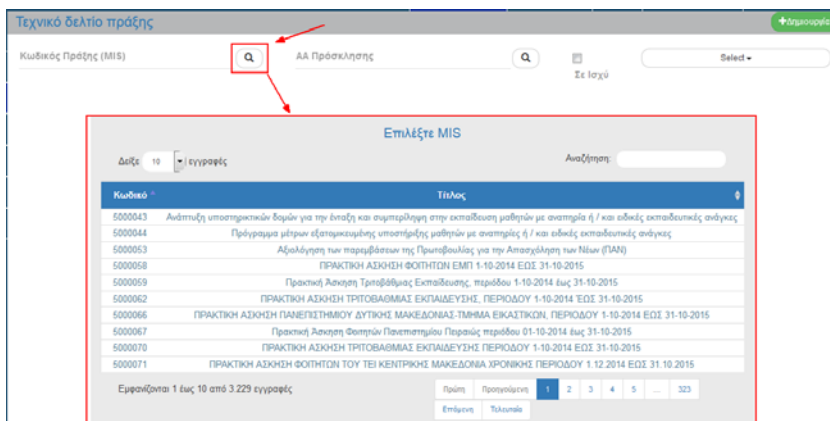 Τεχνικό δελτίο πράξης
+Δημιουργία
Κωδικός Πράξης (MIS)
ΑΑ Πρόσκλησης
Σε Ισχύ
Select
Επιλέξτε MIS
Δείξε 10 εγγραφές
Αναζήτηση:
Κωδικό Τίτλος
5000043 Ανάπτυξη υποστηρικτικών δομών για την ένταξη και συμπερίληψη στην εκπαίδευση μαθητών με αναπηρία ή / και ειδικές εκπαιδευτικές ανάγκες
5000044 Πρόγραμμα μέτρων εξατομικευμένης υποστήριξης μαθητών με αναπηρίες ή / και ειδικές εκπαιδευτικές ανάγκες
5000053 Αξιολόγηση των παρεμβάσεων της Πρωτοβουλίας για την Απασχόληση των Νέων (ΠΑΝ)
5000058 ΠΡΑΚΤΙΚΗ ΑΣΚΗΣΗ ΦΟΙΤΗΤΩΝ ΕΜΠ 1-10-2014 ΕΩΣ 31-10-2015
5000059 Πρακτική Άσκηση Τριτοβάθμιας Εκπαίδευσης, περιόδου 1-10-2014 έως 31-10-2015
5000062 ΠΡΑΚΤΙΚΗ ΑΣΚΗΣΗ ΤΡΙΤΟΒΑΘΜΙΑΣ ΕΚΠΑΙΔΕΥΣΗΣ, ΠΕΡΙΟΔΟΥ 1-10-2014 ΈΩΣ 31-10-2015
5000066 ΠΡΑΚΤΙΚΗ ΑΣΚΗΣΗ ΠΑΝΕΠΙΣΤΗΜΙΟΥ ΔΥΤΙΚΗΣ ΜΑΚΕΔΟΝΙΑΣ-ΤΜΗΜΑ ΕΙΚΑΣΤΙΚΩΝ, ΠΕΡΙΟΔΟΥ 1-10-2014 ΕΩΣ 31-10-2015
5000067 Πρακτική Άσκηση Φοιτητών Πανεπιστημίου Πειραιώς περιόδου 01-10-2014 έως 31-10-2015
5000070 ΠΡΑΚΤΙΚΗ ΑΣΚΗΣΗ ΤΡΙΤΟΒΑΘΜΙΑΣ ΕΚΠΑΙΔΕΥΣΗΣ ΠΕΡΙΟΔΟΥ 1-10-2014 ΕΩΣ 31-10-2015
5000071 ΠΡΑΚΤΙΚΗ ΑΣΚΗΣΗ ΦΟΙΤΗΤΩΝ ΤΟΥ ΤΕΙ ΚΕΝΤΡΙΚΗΣ ΜΑΚΕΔΟΝΙΑ ΧΡΟΝΙΚΗΣ ΠΕΡΙΟΔΟΥ 1.12.2014 ΕΩΣ 31.10.2015
Εμφανίζονται 1 έως 10 από 3.229 εγγραφές
Πρώτη Προηγούμενη 1 2 3 4 5 ... 323
Επόμενη Τελευταία